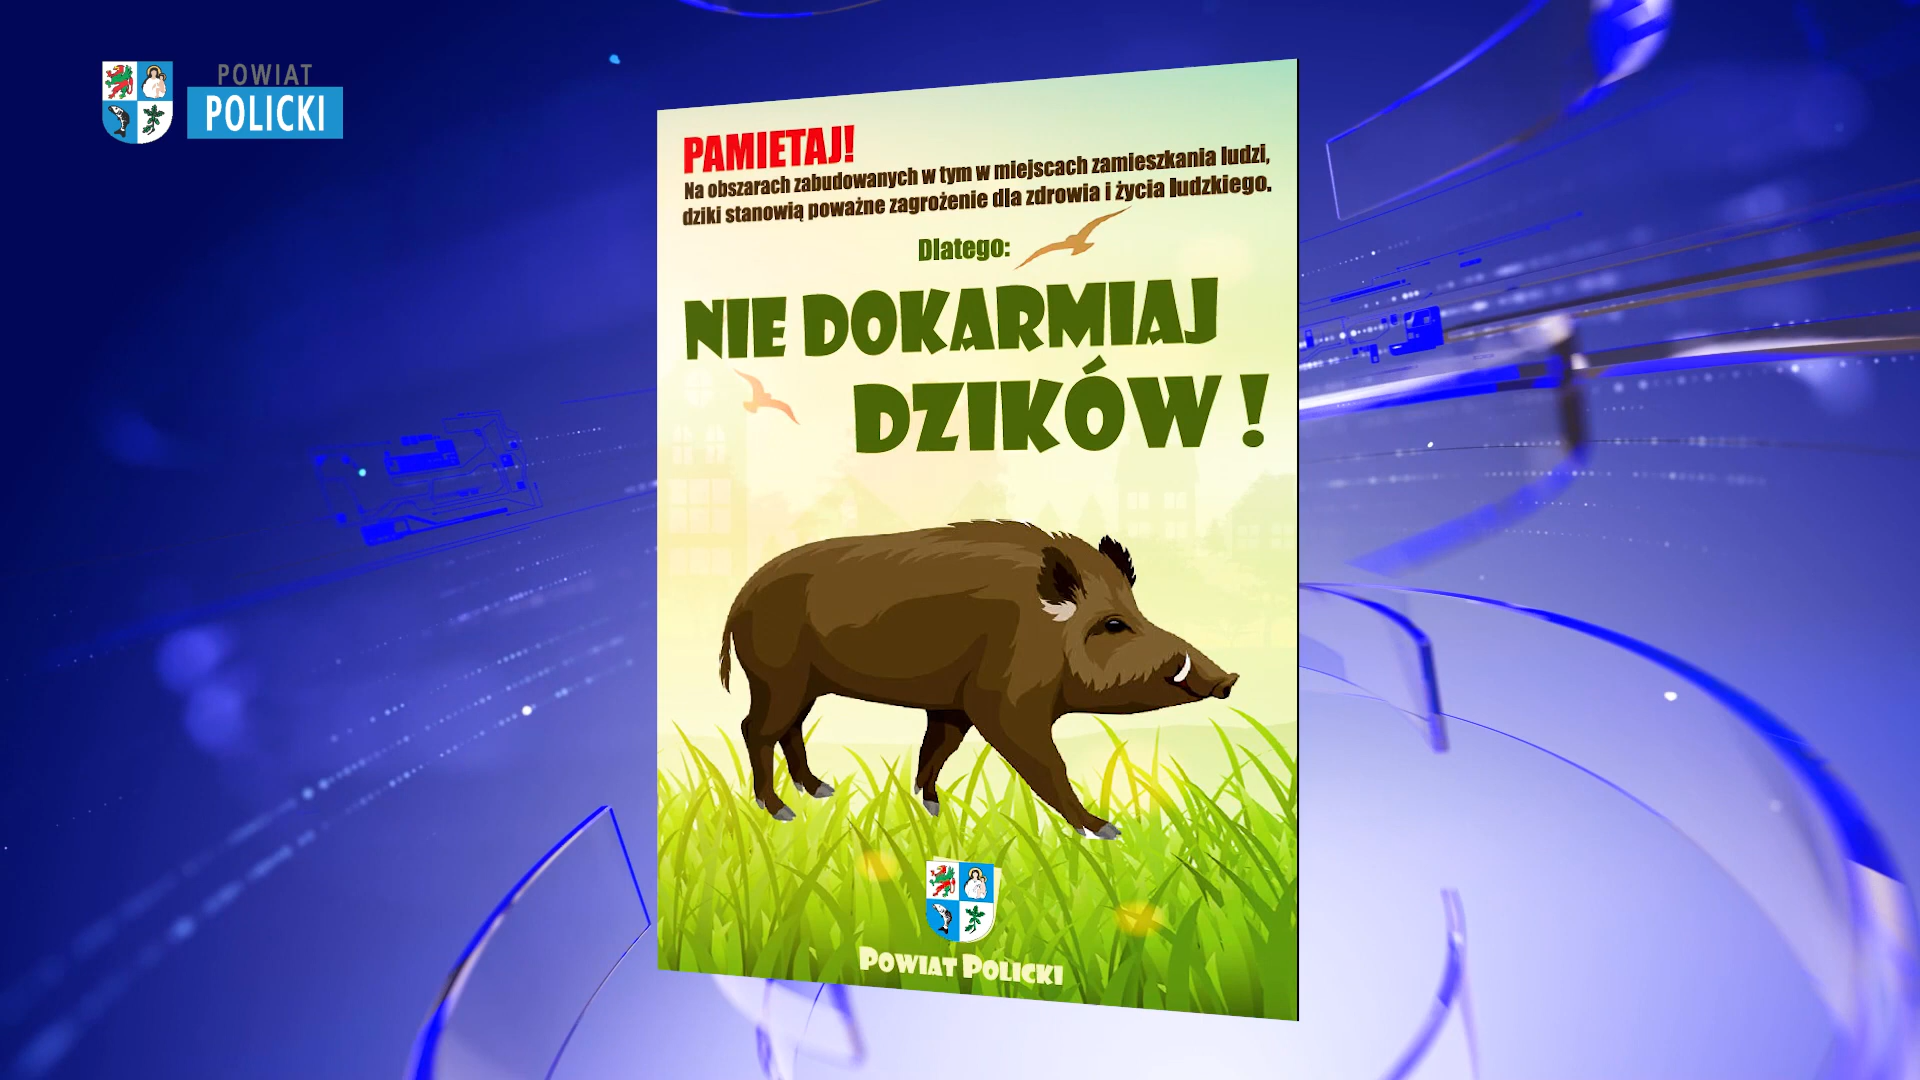 POWIAT
POLICKI
PAMIETAJ!
Na obszarach zabudowanych w tym w miejscach zamieszkania ludzi,
dziki stanowią poważne zagrożenie dla zdrowia i życia ludzkiego.
Dlatego:
NIE DOKARMIAJ
DZIKÓW !
POWIAT POLICKI